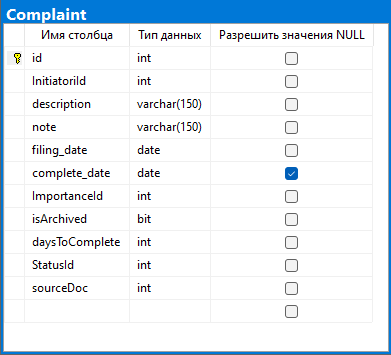 Complaint
Имя столбца Тип данных Разрешить значения NULL
id int
InitiatorId int
description varchar(150)
note varchar(150)
filing_date date
complete_date date
ImportanceId int
isArchived bit
daysToComplete int
StatusId int
sourceDoc int